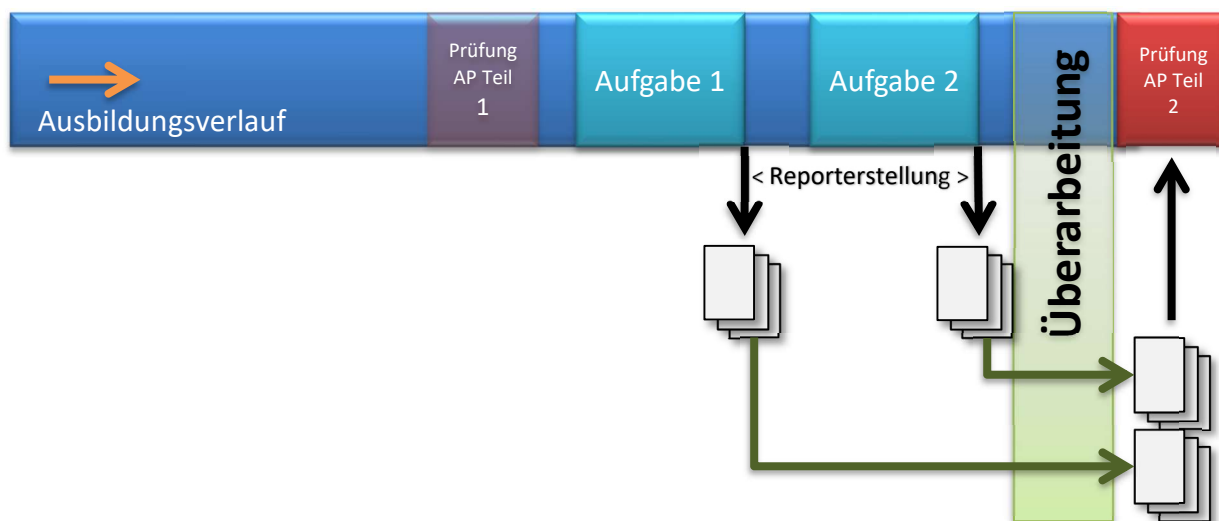 Ausbildungsverlauf
Prüfung
AP Teil
1
Aufgabe 1
Aufgabe 2
Überarbeitung
Prüfung
AP Teil
2
< Reporterstellung >